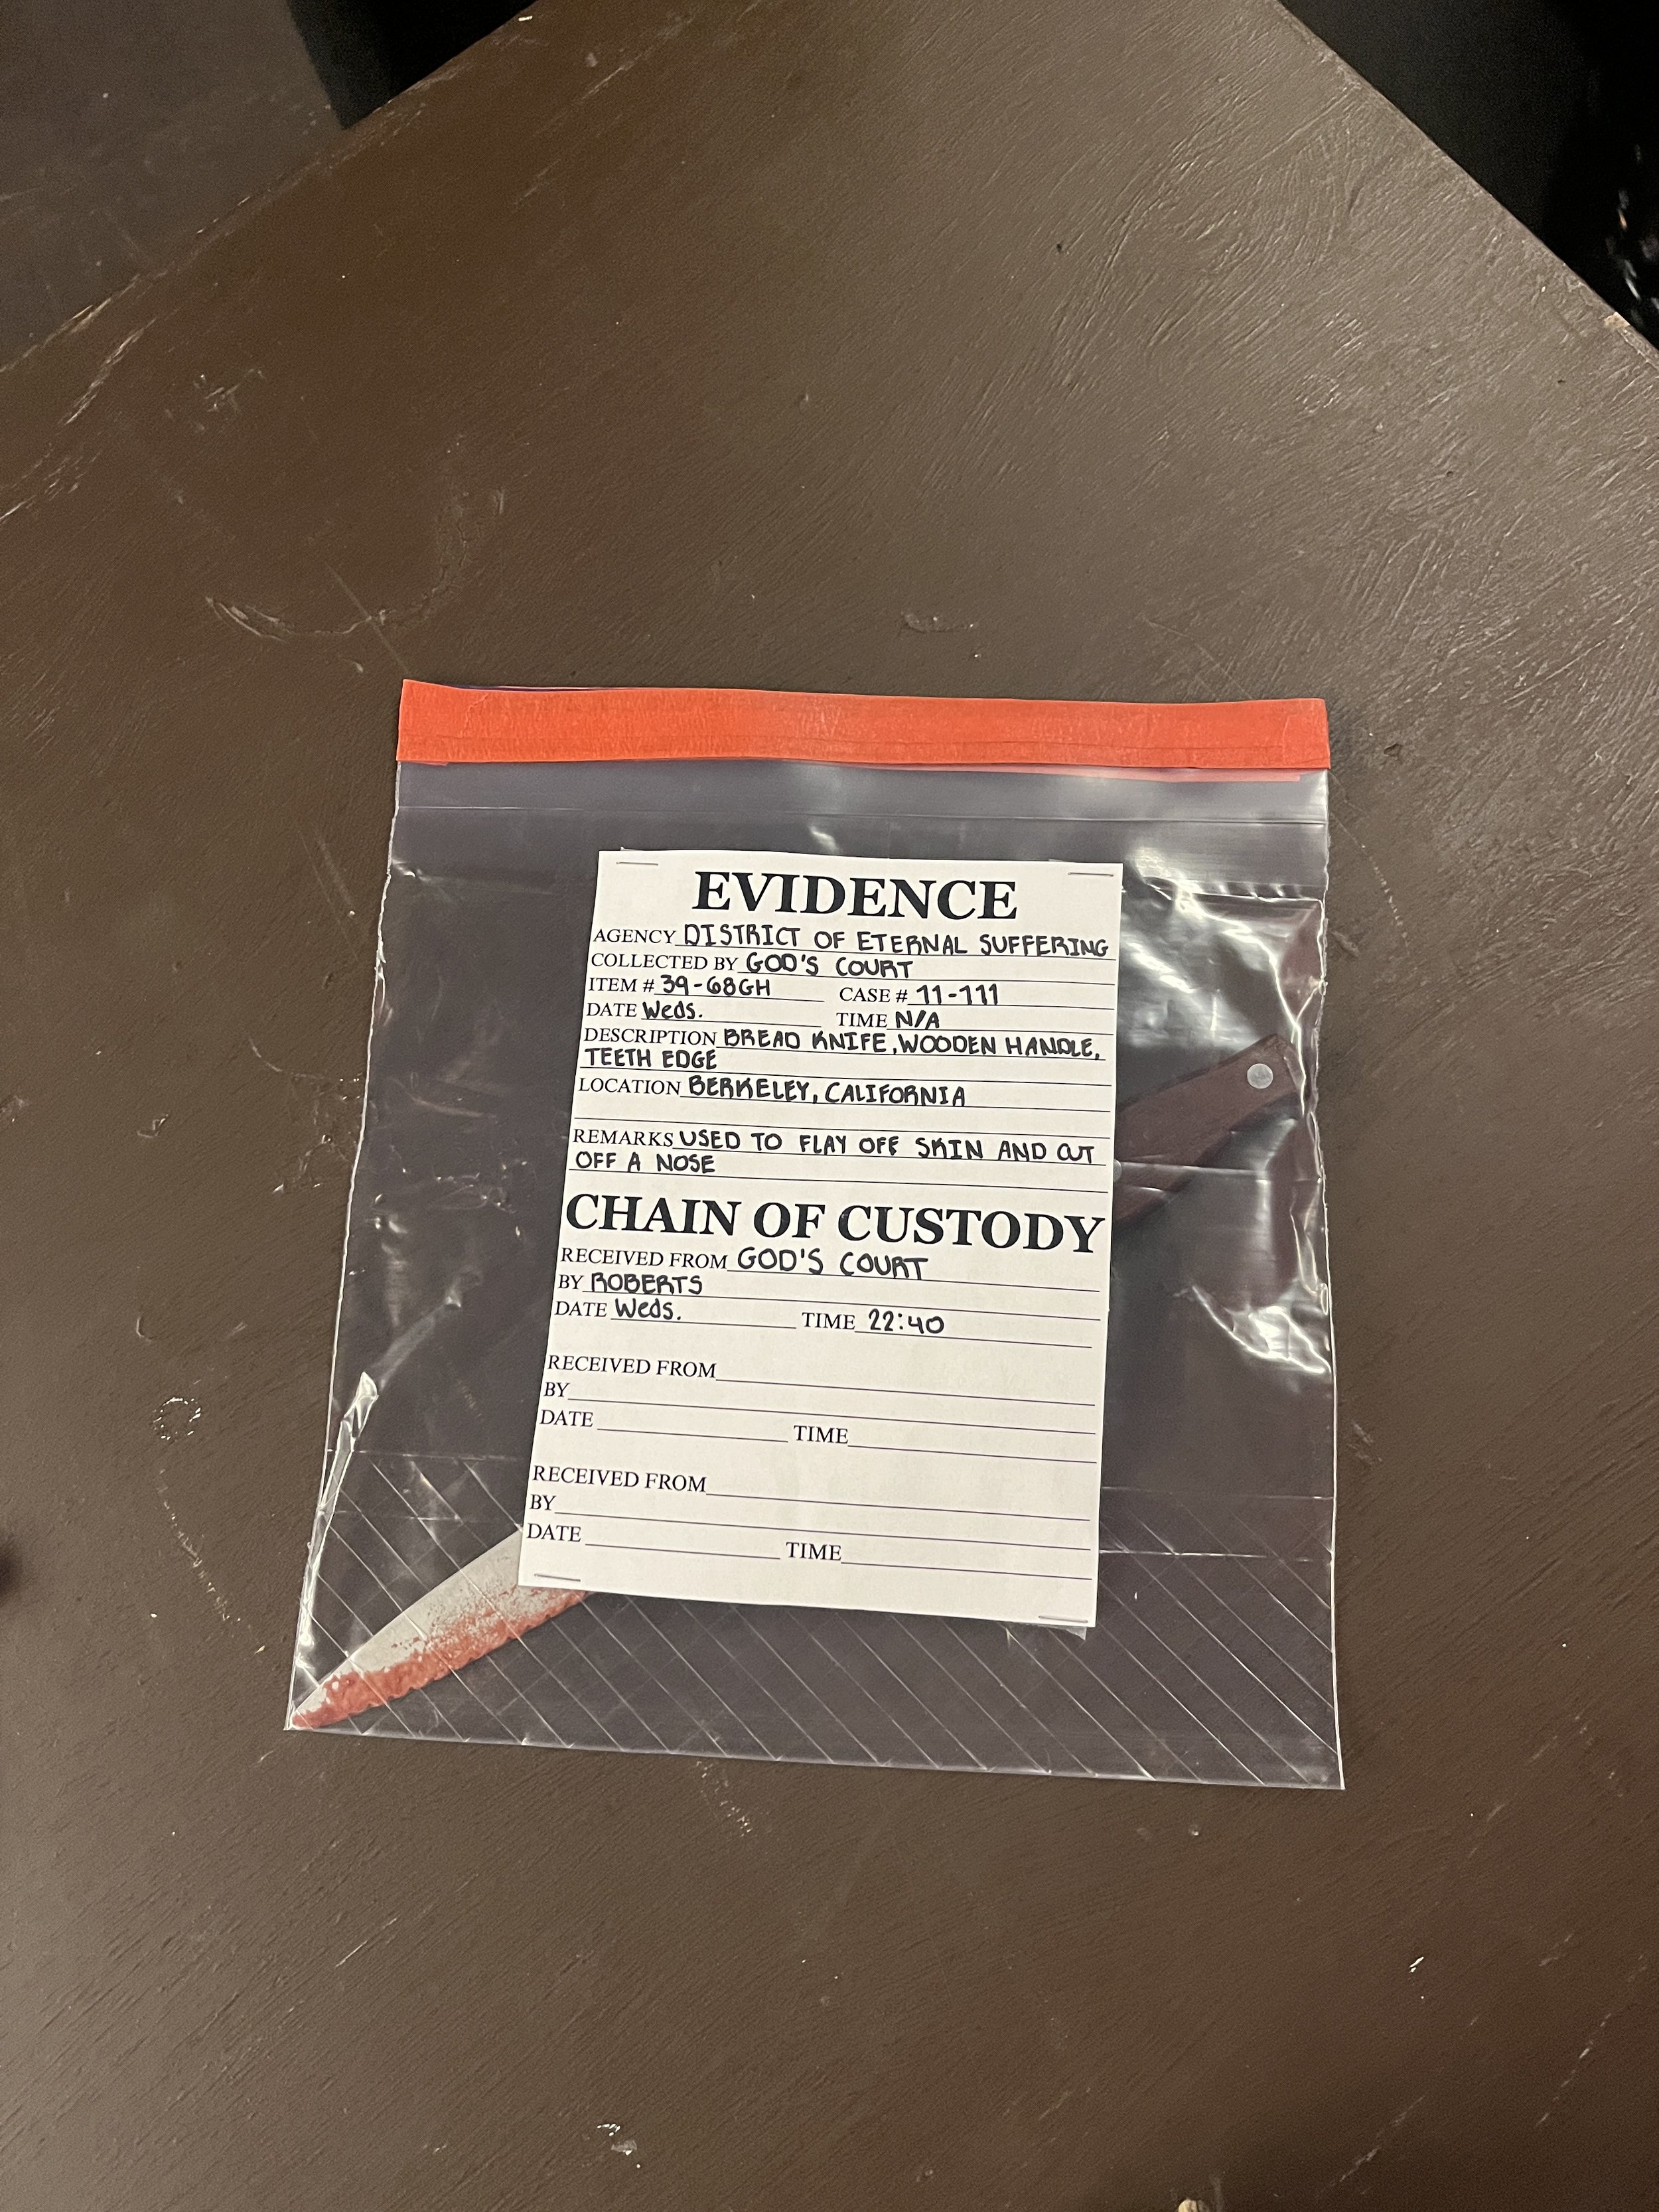 EVIDENCE
AGENCY DISTRICT OF ETERNAL SUFFERING
COLLECTED BY GOD'S COURT
ITEM # 39-68GH CASE # 11-111
DATE Weds. TIME N/A
DESCRIPTION BREAD KNIFE, WOODEN HANDLE,
TEETH EDGE
LOCATION BERKELEY, CALIFORNIA
REMARKS USED TO FLAY OFF SKIN AND CUT
OFF A NOSE
CHAIN OF CUSTODY
RECEIVED FROM GOD'S COURT
BY ROBERTS
DATE Weds. TIME 22:40
RECEIVED FROM
BY
DATE TIME
RECEIVED FROM
BY
DATE TIME